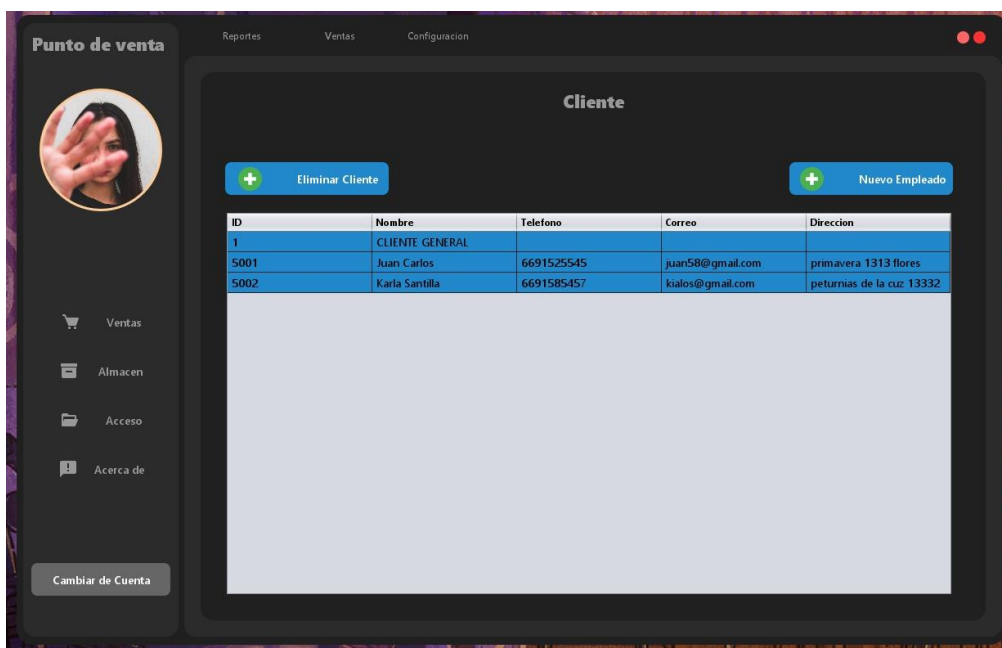 Punto de venta
Reportes Ventas Configuracion
Cliente
Eliminar Cliente Nuevo Empleado
ID Nombre Telefono Correo Direccion
1 CLIENTE GENERAL
5001 Juan Carlos 6691525545 juan58@gmail.com primavera 1313 flores
5002 Karla Santilla 6691585457 kialos@gmail.com peturnias de la cuz 13332
Ventas
Almacen
Acceso
Acerca de
Cambiar de Cuenta